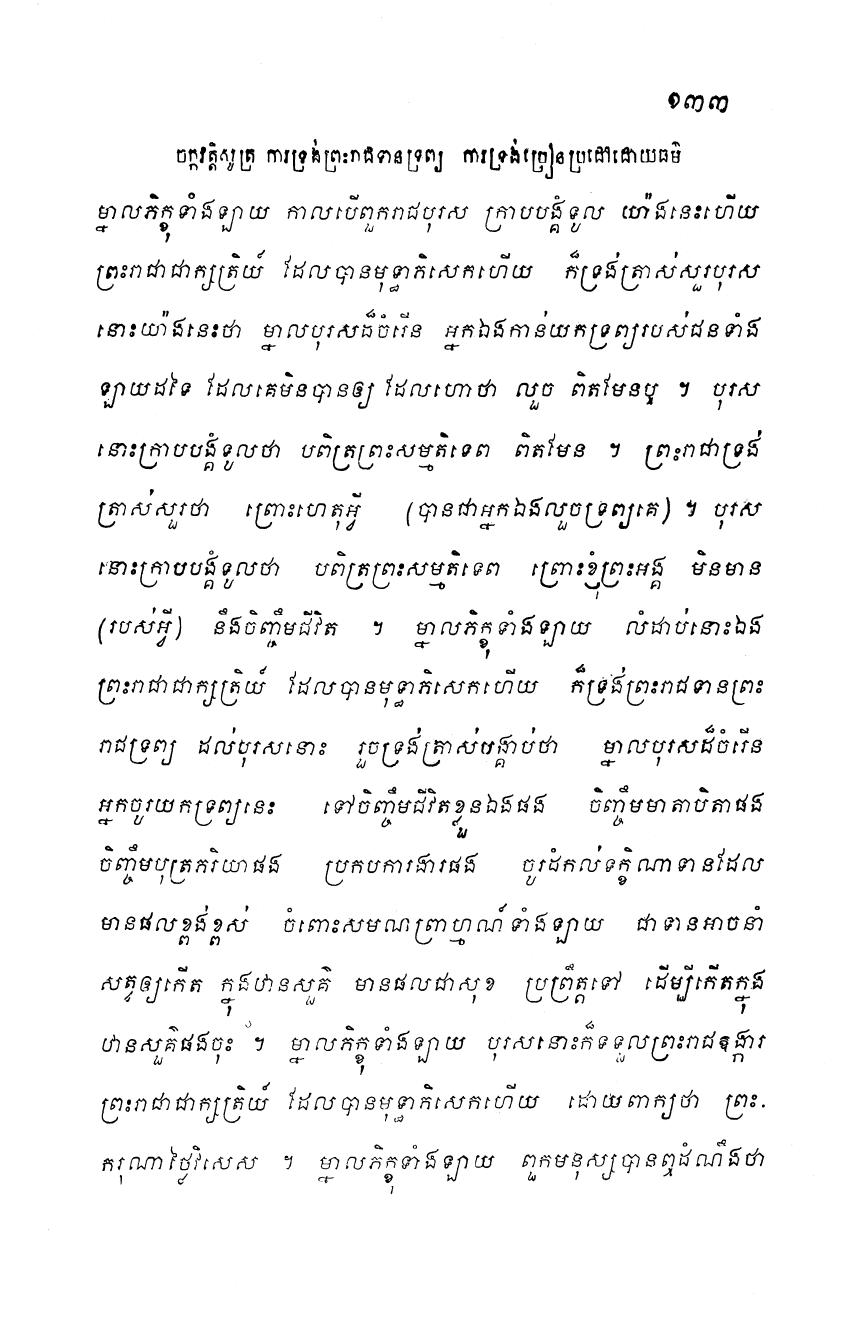 ១៣៣
ចក្កវត្តិសូត្រ ការទ្រង់ព្រះរាជទានទ្រព្យ ការទ្រង់ប្រៀនប្រដៅដោយធម៌
ម្នាលភិក្ខុទាំងឡាយ កាលបើពួករាជបុរស ក្រាបបង្គំទូល យ៉ាងនេះហើយ
ព្រះរាជាជាក្សត្រិយ៍ ដែលបានមុទ្ធាភិសេកហើយ ក៏ទ្រង់ត្រាស់សួរបុរស
នោះយ៉ាងនេះថា ម្នាលបុរសដ៏ចំរើន អ្នកឯងកាន់យកទ្រព្យរបស់ជនទាំង
ឡាយដទៃ ដែលគេមិនបានឲ្យ ដែលហោថា លួច ពិតមែនឬ ។ បុរស
នោះក្រាបបង្គំទូលថា បពិត្រព្រះសម្មតិទេព ពិតមែន ។ ព្រះរាជាទ្រង់
ត្រាស់សួរថា ព្រោះហេតុអ្វី (បានជាអ្នកឯងលួចទ្រព្យគេ) ។ បុរស
នោះក្រាបបង្គំទូលថា បពិត្រព្រះសម្មតិទេព ព្រោះខ្ញុំព្រះអង្គ មិនមាន
(របស់អ្វី) នឹងចិញ្ចឹមជីវិត ។ ម្នាលភិក្ខុទាំងឡាយ លំដាប់នោះឯង
ព្រះរាជាជាក្សត្រិយ៍ ដែលបានមុទ្ធាភិសេកហើយ ក៏ទ្រង់ព្រះរាជទានព្រះ
រាជទ្រព្យ ដល់បុរសនោះ រួចទ្រង់ត្រាស់បង្គាប់ថា ម្នាលបុរសដ៏ចំរើន
អ្នកចូរយកទ្រព្យនេះ ទៅចិញ្ចឹមជីវិតខ្លួនឯងផង ចិញ្ចឹមមាតាបិតាផង
ចិញ្ចឹមបុត្រភរិយាផង ប្រកបការងារផង ចូរដំកល់ទក្ខិណាទានដែល
មានផលខ្ពង់ខ្ពស់ ចំពោះសមណព្រាហ្មណ៍ទាំងឡាយ ជាទានអាចនាំ
សត្វឲ្យកើត ក្នុងឋានសួគ៌ មានផលជាសុខ ប្រព្រឹត្តទៅ ដើម្បីកើតក្នុង
ឋានសួគ៌ផងចុះ ។ ម្នាលភិក្ខុទាំងឡាយ បុរសនោះក៏ទទួលព្រះរាជឱង្ការ
ព្រះរាជាជាក្សត្រិយ៍ ដែលបានមុទ្ធាភិសេកហើយ ដោយពាក្យថា ព្រះ.
ករុណាថ្លៃវិសេស ។ ម្នាលភិក្ខុទាំងឡាយ ពួកមនុស្សបានឮដំណឹងថា